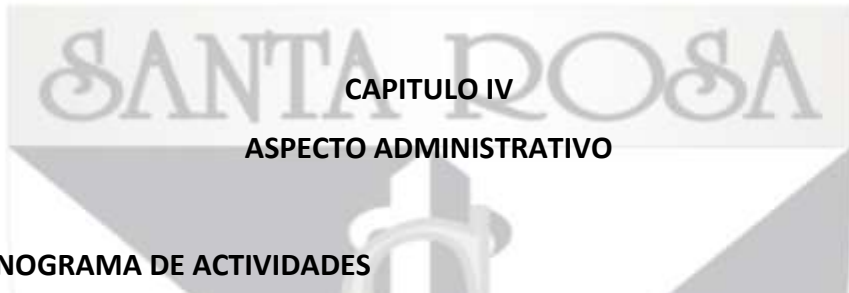 SANTA ROSA
CAPITULO IV
ASPECTO ADMINISTRATIVO
NOGRAMA DE ACTIVIDADES